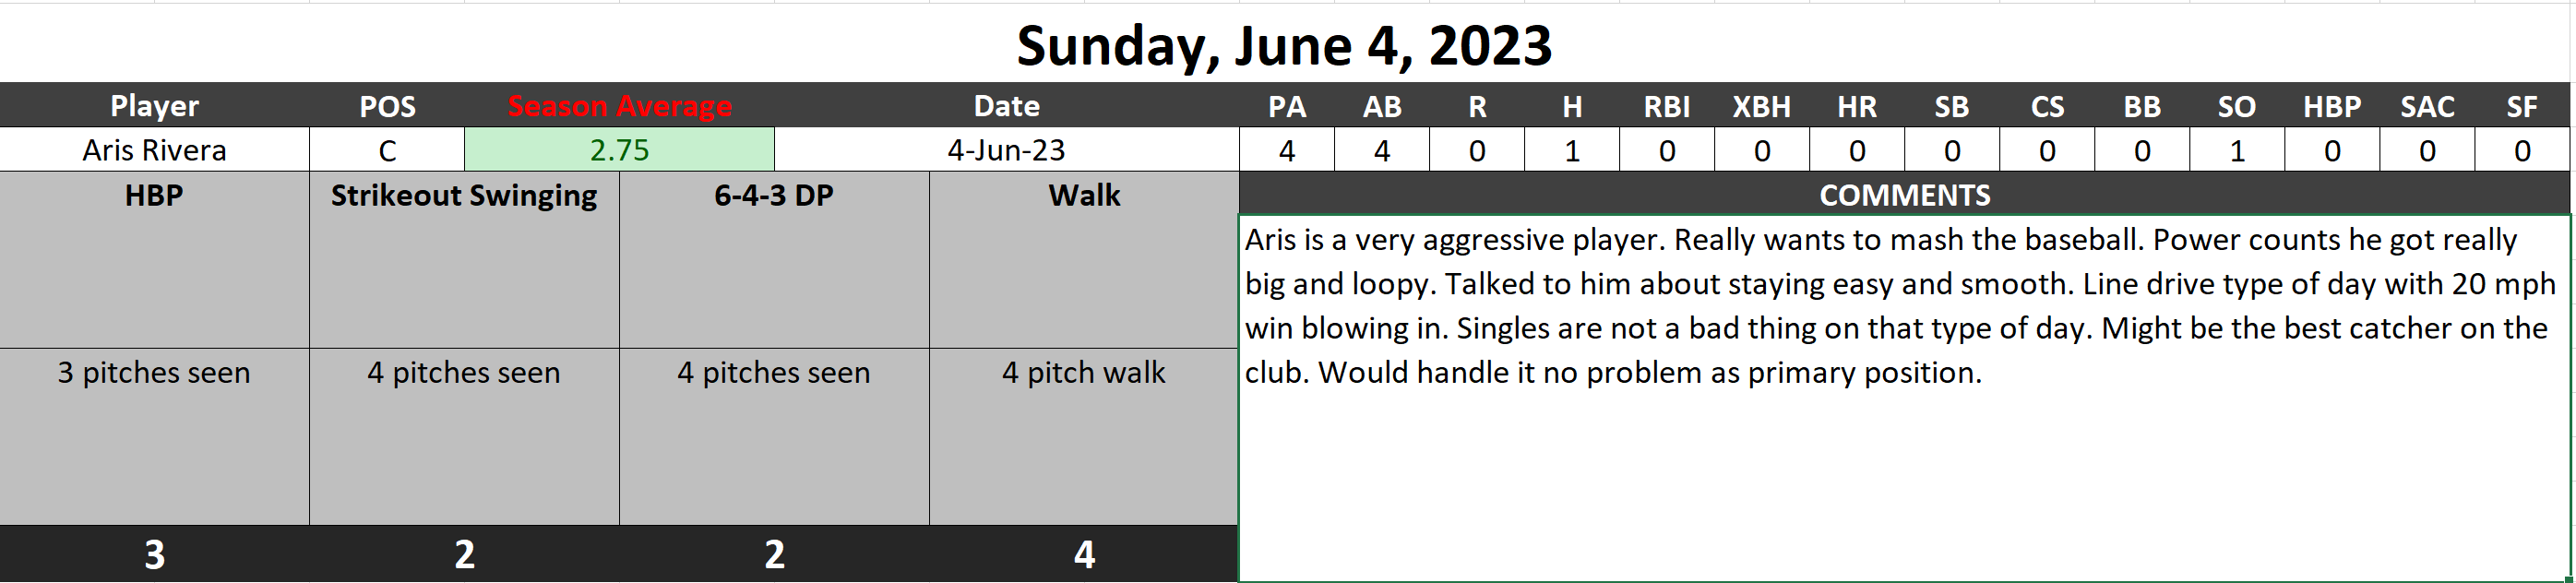 Sunday, June 4, 2023
Player POS Season Average Date PA AB R H RBI XBH HR SB CS BB SO HBP SAC SF
Aris Rivera C 2.75 4-Jun-23 4 4 0 1 0 0 0 0 0 0 1 0 0 0
HBP Strikeout Swinging 6-4-3 DP Walk COMMENTS
Aris is a very aggressive player. Really wants to mash the baseball. Power counts he got really
big and loopy. Talked to him about staying easy and smooth. Line drive type of day with 20 mph
win blowing in. Singles are not a bad thing on that type of day. Might be the best catcher on the
3 pitches seen 4 pitches seen 4 pitches seen 4 pitch walk club. Would handle it no problem as primary position.
3 2 2 4